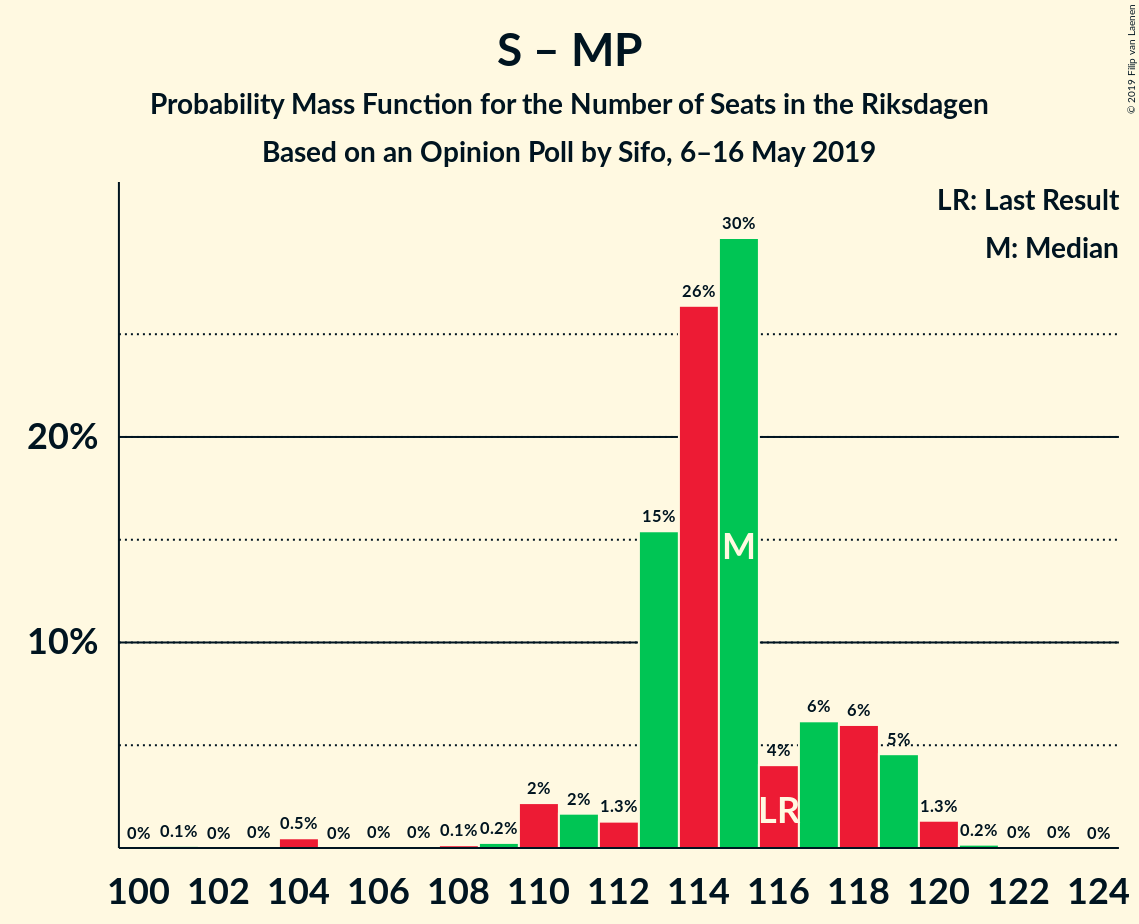 S – MP
Probability Mass Function for the Number of Seats in the Riksdagen
Based on an Opinion Poll by Sifo, 6–16 May 2019
© 2019 Filip van Laenen
LR: Last Result
M: Median
20%
10%
0% 0.1% 0% 0% 0.5% 0% 0% 0% 0.1% 0.2% 2% 2% 1.3% 15% 26% 30% 4% 6% 6% 5% 1.3% 0.2% 0% 0% 0%
M
LR
100 102 104 106 108 110 112 114 116 118 120 122 124